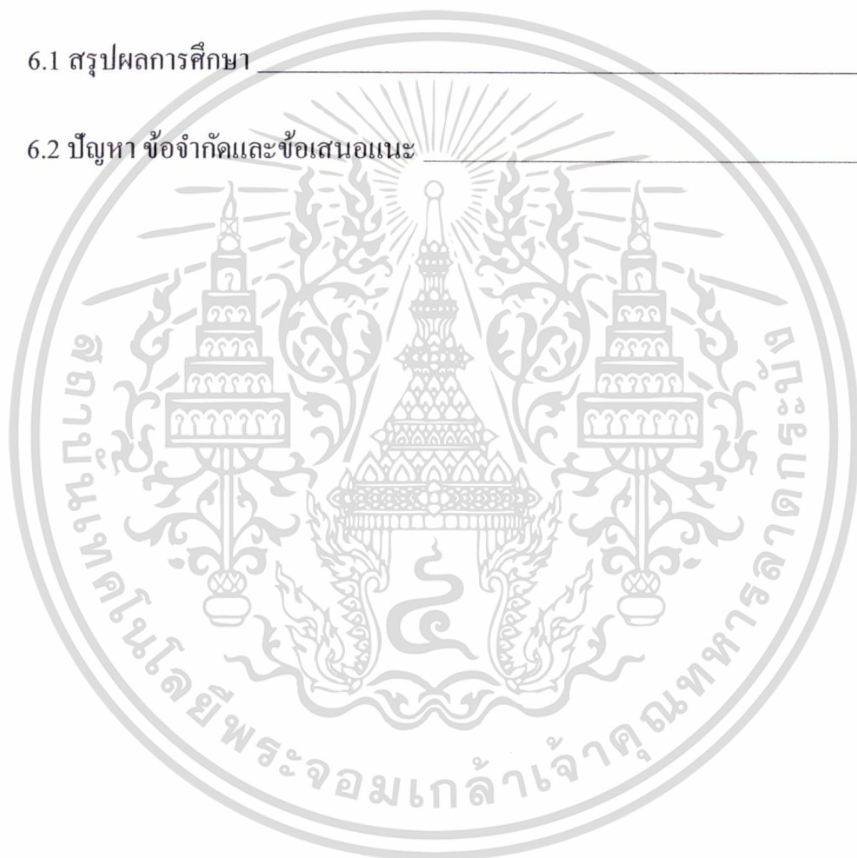 6.1 สรุปผลการศึกษา
6.2 ปัญหา ข้อจำกัดและข้อเสนอแนะ
สถาบันเทคโนโลยีพระจอมเกล้าเจ้าคุณทหารลาดกระบัง
๔